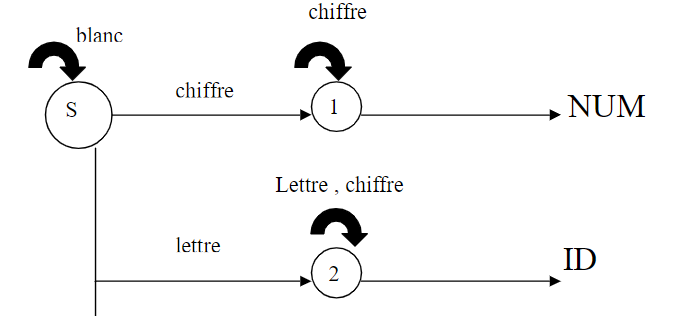 chiffre
blanc
chiffre
S
1
NUM
Lettre , chiffre
lettre
2
ID